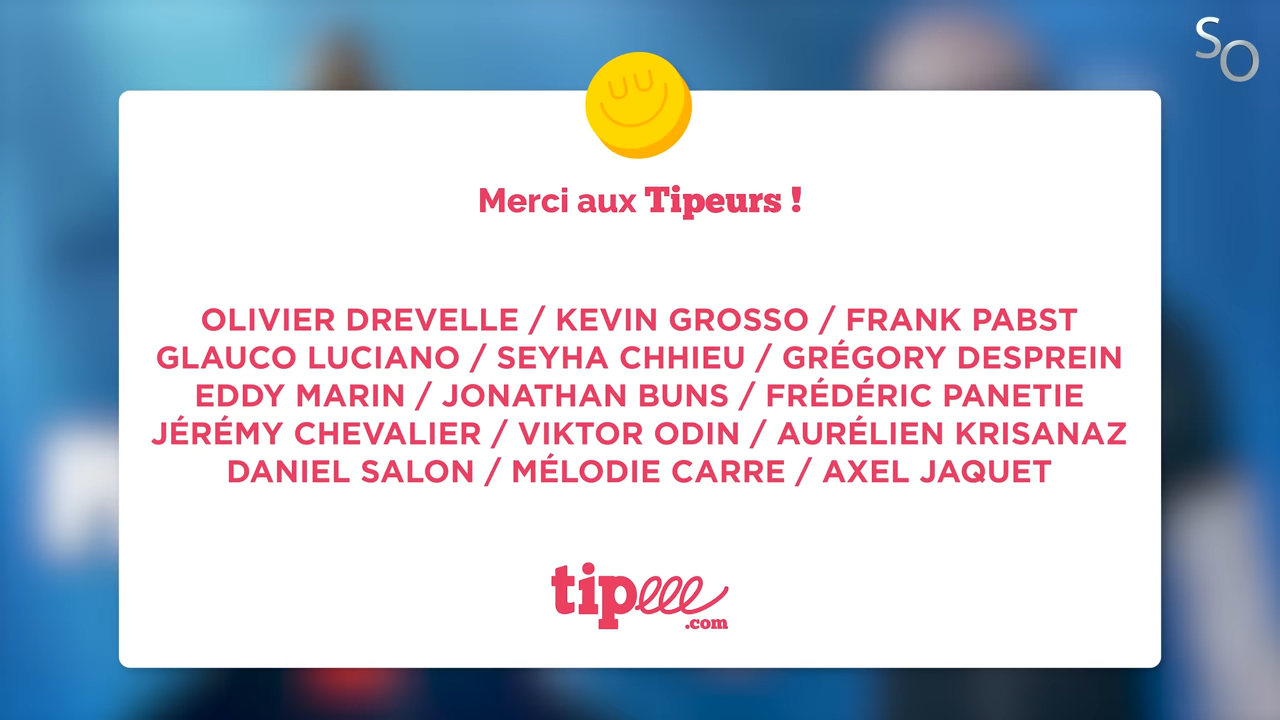 SO
Merci aux Tipeurs !
OLIVIER DREVELLE / KEVIN GROSSO / FRANK PABST
GLAUCO LUCIANO / SEYHA CHHIEU / GRÉGORY DESPREIN
EDDY MARIN / JONATHAN BUNS / FRÉDÉRIC PANETIE
JÉRÉMY CHEVALIER / VIKTOR ODIN / AURÉLIEN KRISANAZ
DANIEL SALON / MÉLODIE CARRE / AXEL JAQUET
tipeee
.com